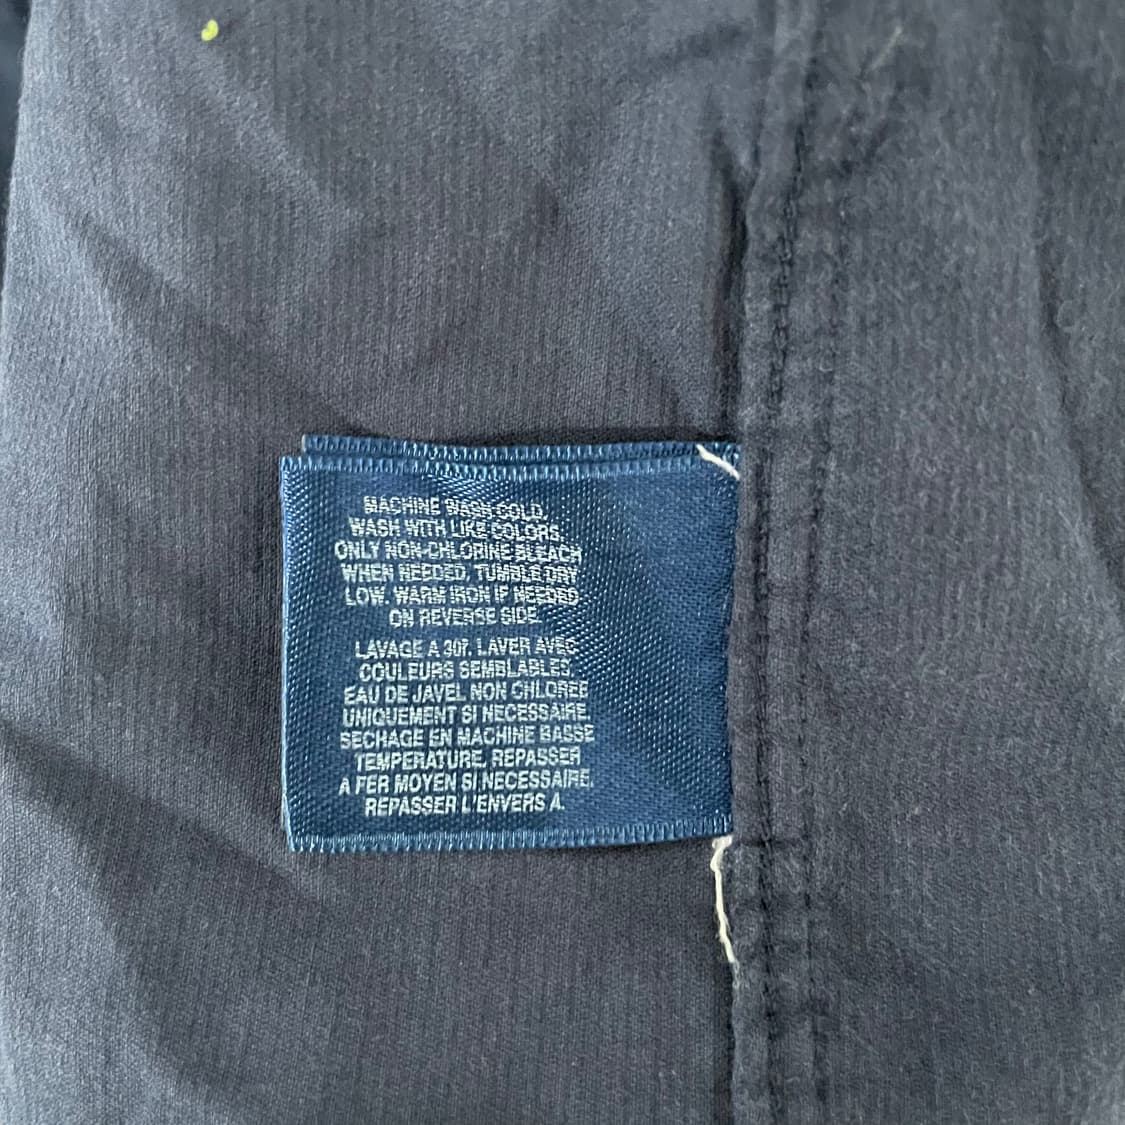 MACHINE WASH COLD,
WASH WITH LIKE COLORS,
ONLY NON-CHLORINE BLEACH
WHEN NEEDED, TUMBLE DRY
LOW. WARM IRON IF NEEDED
ON REVERSE SIDE.
LAVAGE A 30?. LAVER AVEC
COULEURS SEMBLABLES.
EAU DE JAVEL NON CHLOREE
UNIQUEMENT SI NECESSAIRE.
SECHAGE EN MACHINE BASSE
TEMPERATURE. REPASSER
A FER MOYEN SI NECESSAIRE.
REPASSER L'ENVERS A.